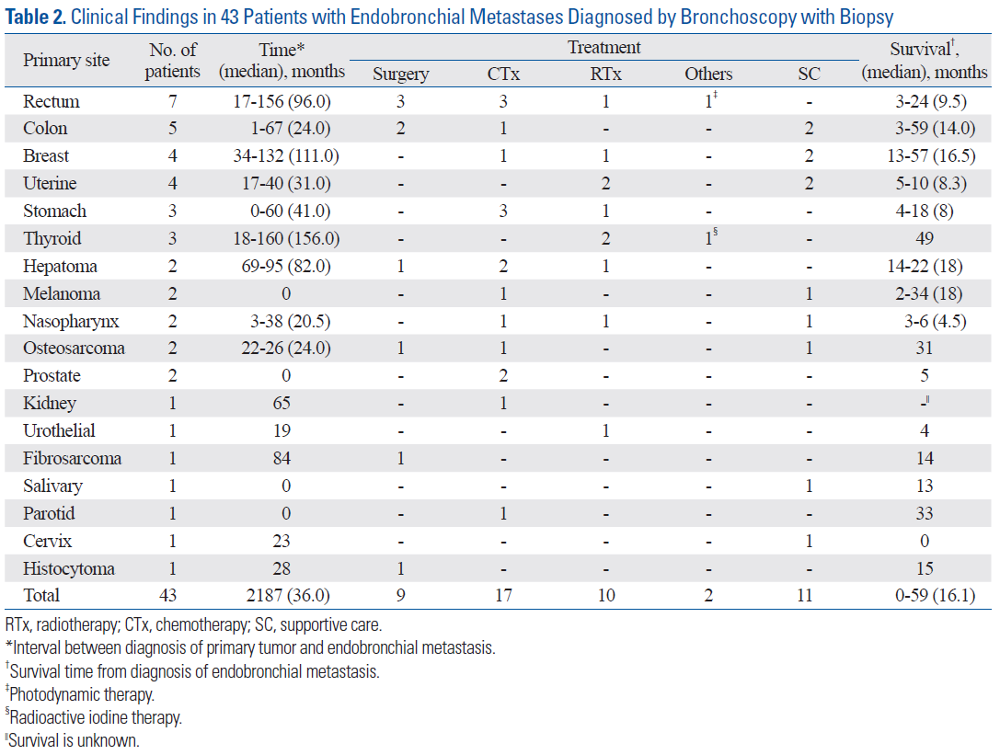 Table 2. Clinical Findings in 43 Patients with Endobronchial Metastases Diagnosed by Bronchoscopy with Biopsy
Primary site No. of patients Time* (median), months Treatment Survival†, (median), months
Surgery CTx RTx Others SC
Rectum 7 17-156 (96.0) 3 3 1 1‡ - 3-24 (9.5)
Colon 5 1-67 (24.0) 2 1 - - 2 3-59 (14.0)
Breast 4 34-132 (111.0) - 1 1 - 2 13-57 (16.5)
Uterine 4 17-40 (31.0) - - 2 - 2 5-10 (8.3)
Stomach 3 0-60 (41.0) - 3 1 - - 4-18 (8)
Thyroid 3 18-160 (156.0) - - 2 1§ - 49
Hepatoma 2 69-95 (82.0) 1 2 1 - - 14-22 (18)
Melanoma 2 0 - 1 - - 1 2-34 (18)
Nasopharynx 2 3-38 (20.5) - 1 1 - 1 3-6 (4.5)
Osteosarcoma 2 22-26 (24.0) 1 1 - - 1 31
Prostate 2 0 - 2 - - - 5
Kidney 1 65 - 1 - - - -‖
Urothelial 1 19 - - 1 - - 4
Fibrosarcoma 1 84 1 - - - - 14
Salivary 1 0 - - - - 1 13
Parotid 1 0 - 1 - - - 33
Cervix 1 23 - - - - 1 0
Histocytoma 1 28 1 - - - - 15
Total 43 2187 (36.0) 9 17 10 2 11 0-59 (16.1)
RTx, radiotherapy; CTx, chemotherapy; SC, supportive care.
*Interval between diagnosis of primary tumor and endobronchial metastasis.
†Survival time from diagnosis of endobronchial metastasis.
‡Photodynamic therapy.
§Radioactive iodine therapy.
‖Survival is unknown.